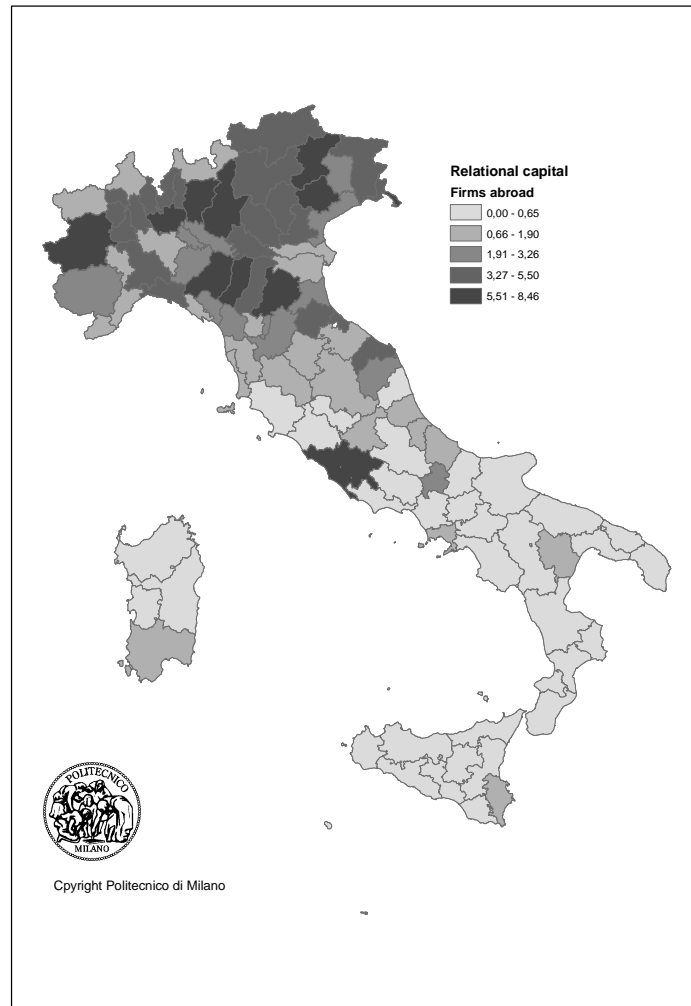 Relational capital
Firms abroad
0,00 - 0,65
0,66 - 1,90
1,91 - 3,26
3,27 - 5,50
5,51 - 8,46
POLITECNICO
MILANO
Cpyright Politecnico di Milano